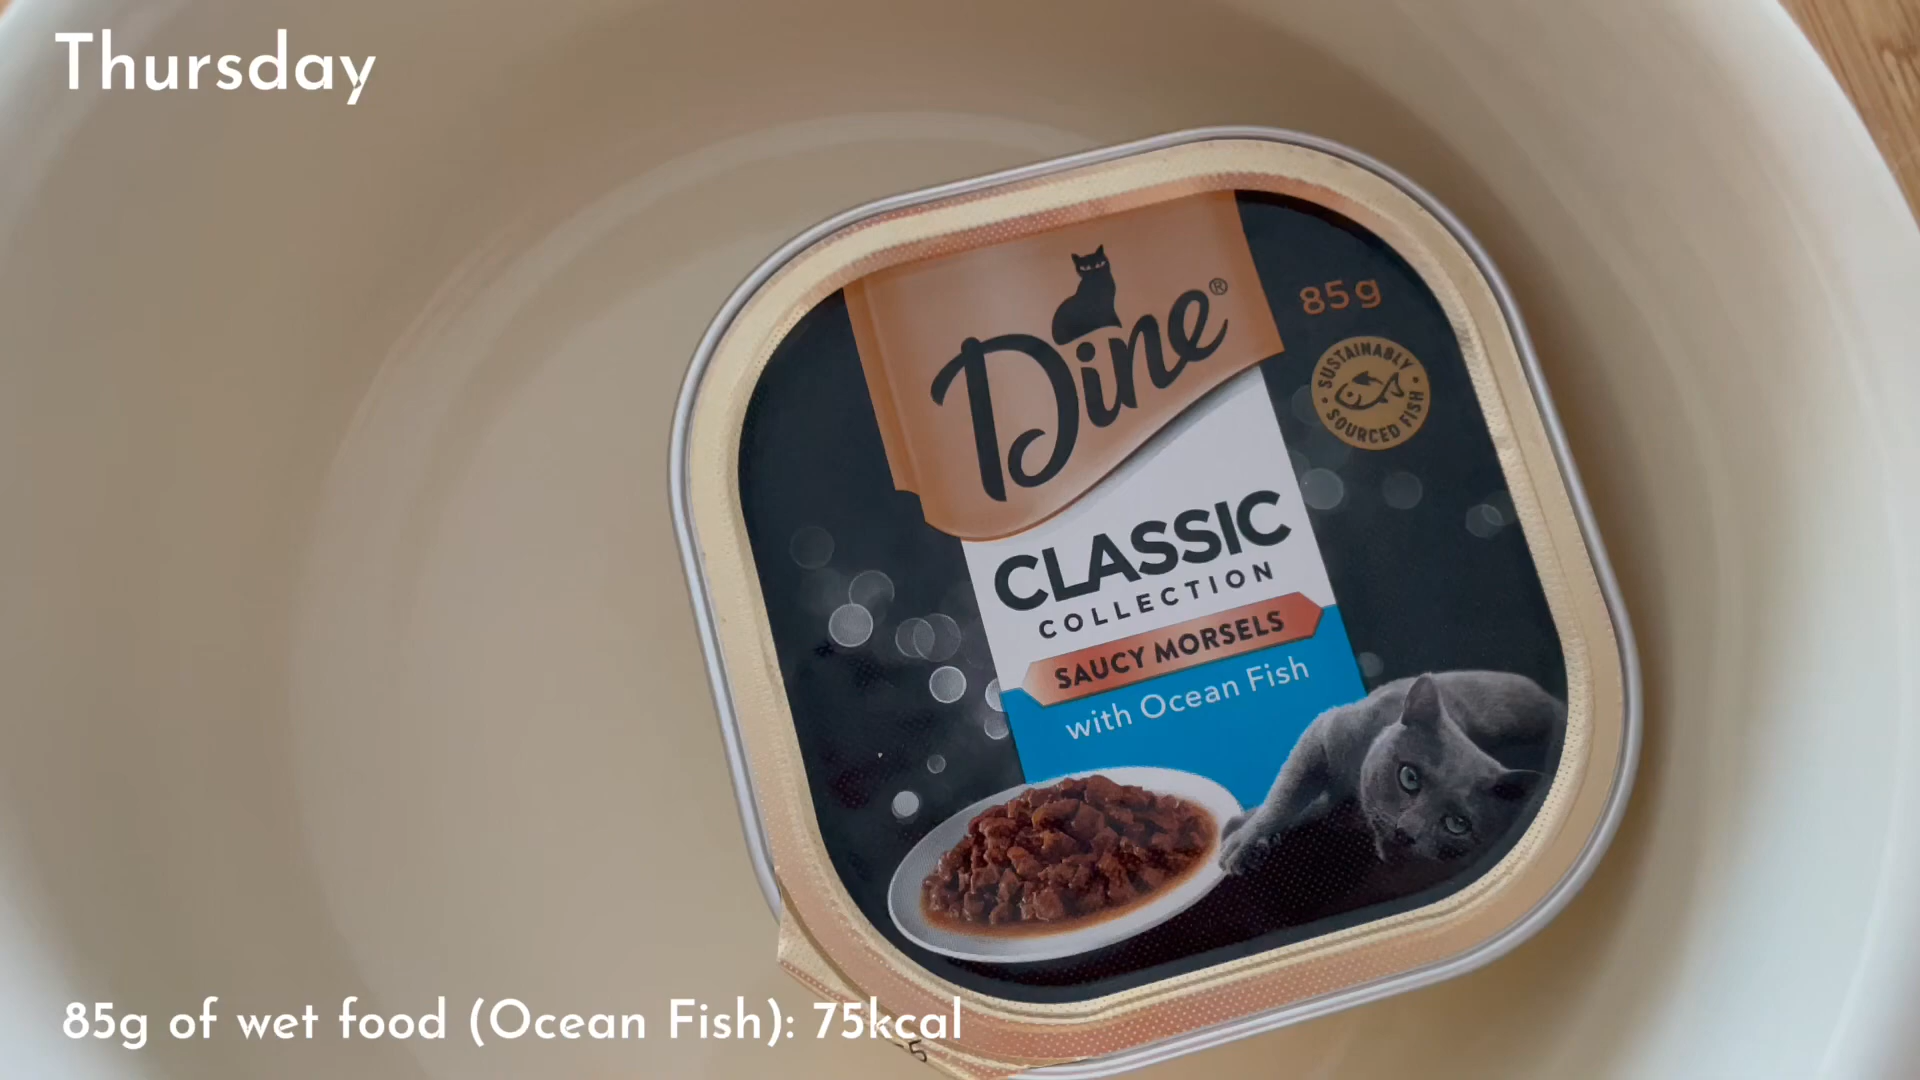 Thursday
Dine®
85g
SUSTAINABLY
SOURCED FISH
CLASSIC
COLLECTION
SAUCY MORSELS
with Ocean Fish
85g of wet food (Ocean Fish): 75kcal